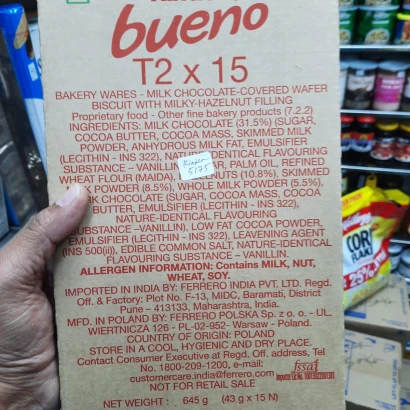 bueno
T2 x 15
BAKERY WARES - MILK CHOCOLATE-COVERED WAFER
BISCUIT WITH MILKY-HAZELNUT FILLING
Proprietary food - Other fine bakery products (7.2.2)
INGREDIENTS: MILK CHOCOLATE (31.5%) (SUGAR,
COCOA BUTTER, COCOA MASS, SKIMMED MILK
POWDER, ANHYDROUS MILK FAT, EMULSIFIER
(LECITHIN - INS 322), NATURE-IDENTICAL FLAVOURING
SUBSTANCE – VANILLIN), PALM OIL, REFINED
WHEAT FLOUR (MAIDA), (10.8%), SKIMMED
POWDER (8.5%), WHOLE MILK POWDER (5.5%),
CHOCOLATE (SUGAR, COCOA MASS, COCOA
BUTTER, EMULSIFIER (LECITHIN - INS 322),
NATURE-IDENTICAL FLAVOURING
SUBSTANCE –VANILLIN), LOW FAT COCOA POWDER,
EMULSIFIER (LECITHIN – INS 322), LEAVENING AGENT
(INS 500(ii)), EDIBLE COMMON SALT, NATURE-IDENTICAL
FLAVOURING SUBSTANCE – VANILLIN.
ALLERGEN INFORMATION: Contains MILK, NUT,
WHEAT, SOY.
IMPORTED IN INDIA BY: FERRERO INDIA PVT. LTD. Regd.
Off. & Factory: Plot No. F-13, MIDC, Baramati, District
Pune – 413133, Maharashtra, India.
MFD. IN POLAND BY: FERRERO POLSKA Sp. z o. o. - UL.
WIERTNICZA 126 - PL-02-952- Warsaw - Poland.
COUNTRY OF ORIGIN: POLAND
STORE IN A COOL, HYGIENIC AND DRY PLACE
Contact Consumer Executive at Regd. Off. address, Tel
No. 1800-209-1200, e-mail:
customercare.india@ferrero.com
fssai
NOT FOR RETAIL SALE
NET WEIGHT : 645 g (43 g x 15 N)
Kinder
5175
CORN
FLAKES
25%